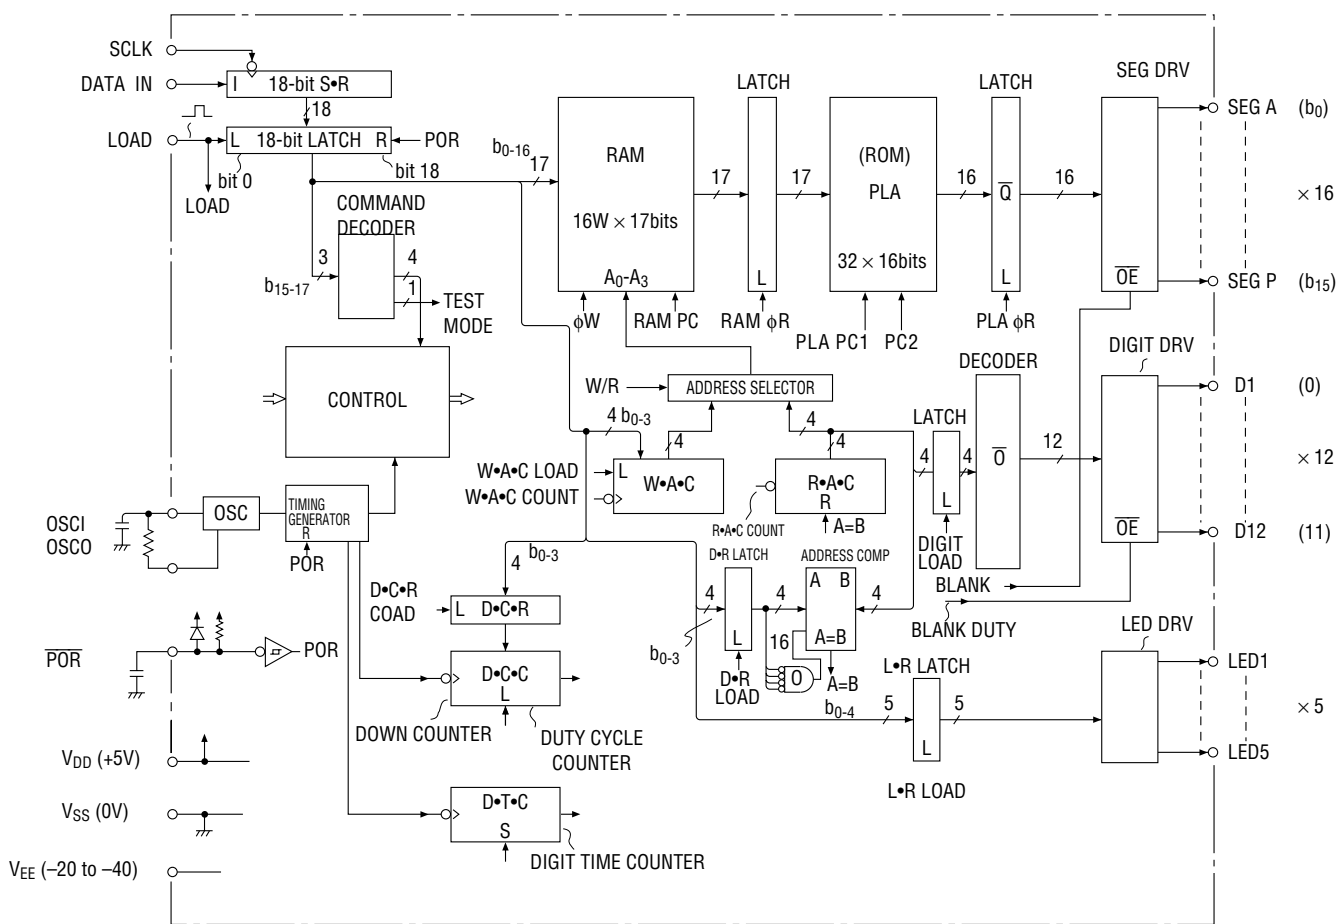 SCLK
DATA IN
I 18-bit S•R
18
LOAD
L 18-bit LATCH R
POR
bit 0
bit 18
LOAD
b0-16
17
COMMAND
DECODER
3
b15-17
4
1
TEST
MODE
CONTROL
RAM
16W × 17bits
A0-A3
φW
RAM PC
17
LATCH
L
RAM φR
17
(ROM)
PLA
32 × 16bits
PLA PC1
PC2
16
LATCH
Q̅
L
PLA φR
16
SEG DRV
O̅E̅
SEG A (b0)
× 16
SEG P (b15)
W/R
ADDRESS SELECTOR
4 b0-3
4
4
4
W•A•C LOAD
W•A•C COUNT
L
W•A•C
R•A•C
R
R•A•C COUNT
A=B
LATCH
4
4
L
DIGIT
LOAD
DECODER
O̅
12
DIGIT DRV
O̅E̅
D1 (0)
× 12
D12 (11)
BLANK
BLANK DUTY
OSCI
OSCO
OSC
TIMING
GENERATOR
R
POR
4
b0-3
D•C•R
COAD
L D•C•R
D•C•C
L
DOWN COUNTER
DUTY CYCLE
COUNTER
D•R LATCH
4
b0-3
L
D•R
LOAD
4
ADDRESS COMP
A B
A=B
4
16
O
A=B
P̅O̅R̅
POR
b0-4
5
L•R LATCH
L
5
L•R LOAD
LED DRV
LED1
× 5
LED5
VDD (+5V)
VSS (0V)
VEE (–20 to –40)
D•T•C
S
DIGIT TIME COUNTER